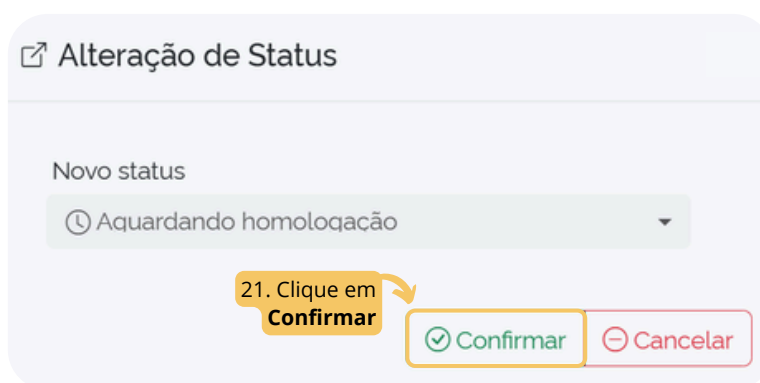 Alteração de Status
Novo status
Aguardando homologação
21. Clique em
Confirmar
Confirmar
Cancelar